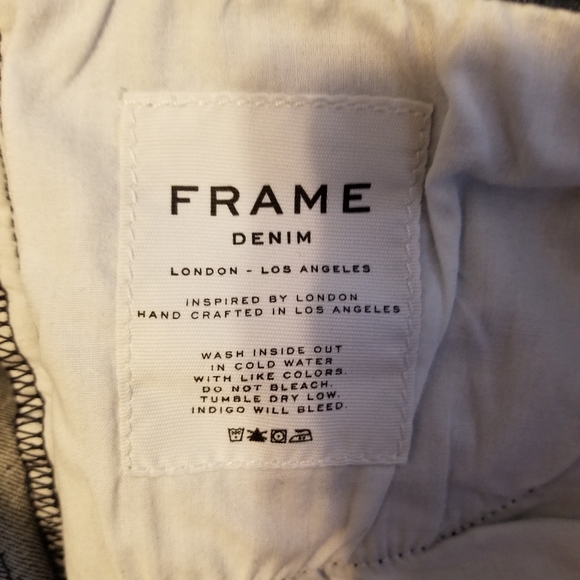 FRAME
DENIM
LONDON - LOS ANGELES
INSPIRED BY LONDON
HAND CRAFTED IN LOS ANGELES
WASH INSIDE OUT
IN COLD WATER
WITH LIKE COLORS.
DO NOT BLEACH.
TUMBLE DRY LOW.
INDIGO WILL BLEED.